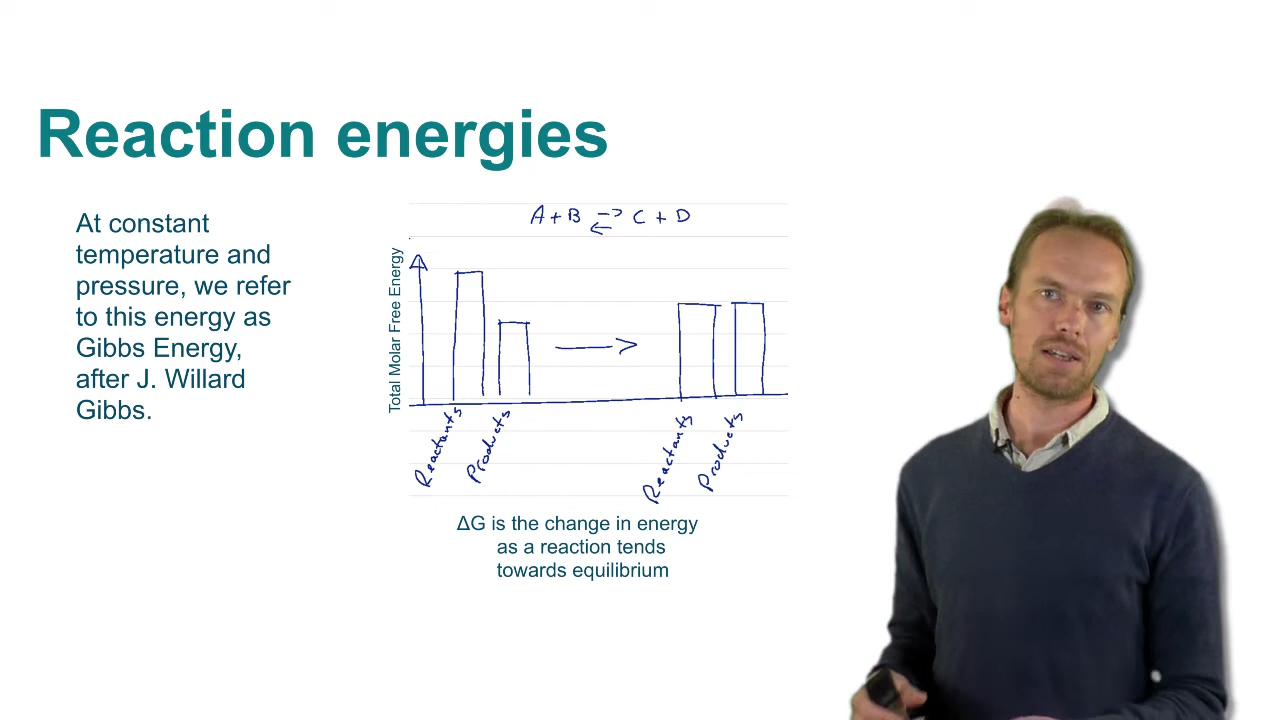 Reaction energies
At constant
temperature and
pressure, we refer
to this energy as
Gibbs Energy,
after J. Willard
Gibbs.
A + B ⇄ C + D
Total Molar Free Energy
Reactants
Products
Reactants
Products
ΔG is the change in energy
as a reaction tends
towards equilibrium